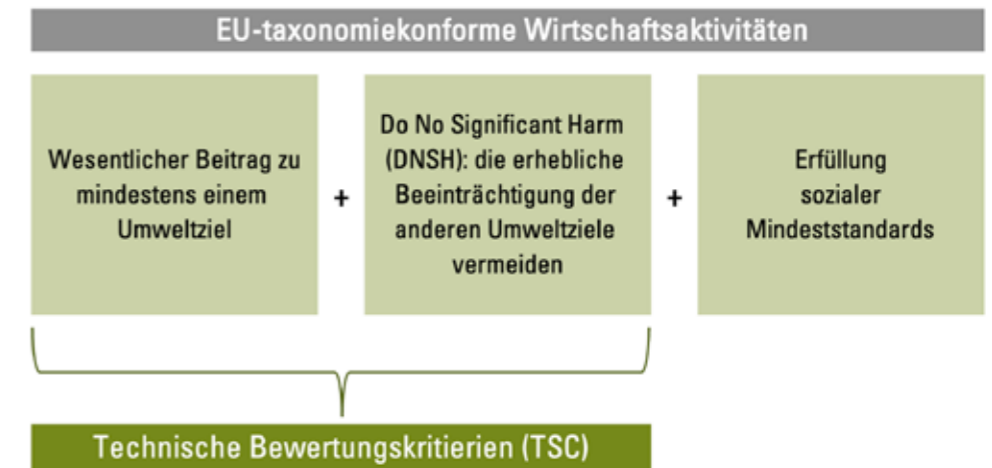 EU-taxonomiekonforme Wirtschaftsaktivitäten
Wesentlicher Beitrag zu
mindestens einem
Umweltziel
+
Do No Significant Harm
(DNSH): die erhebliche
Beeinträchtigung der
anderen Umweltziele
vermeiden
+
Erfüllung
sozialer
Mindeststandards
Technische Bewertungskritierien (TSC)